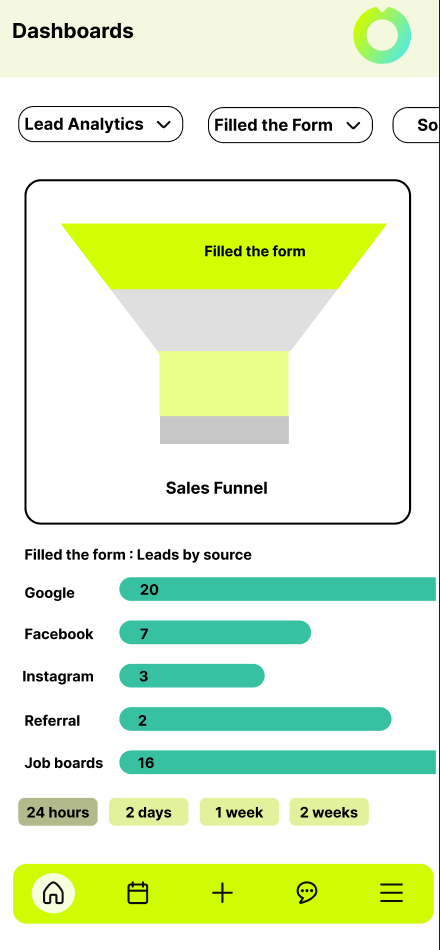 Dashboards
Lead Analytics
Filled the Form
So
Filled the form
Sales Funnel
Filled the form : Leads by source
Google 20
Facebook 7
Instagram 3
Referral 2
Job boards 16
24 hours 2 days 1 week 2 weeks